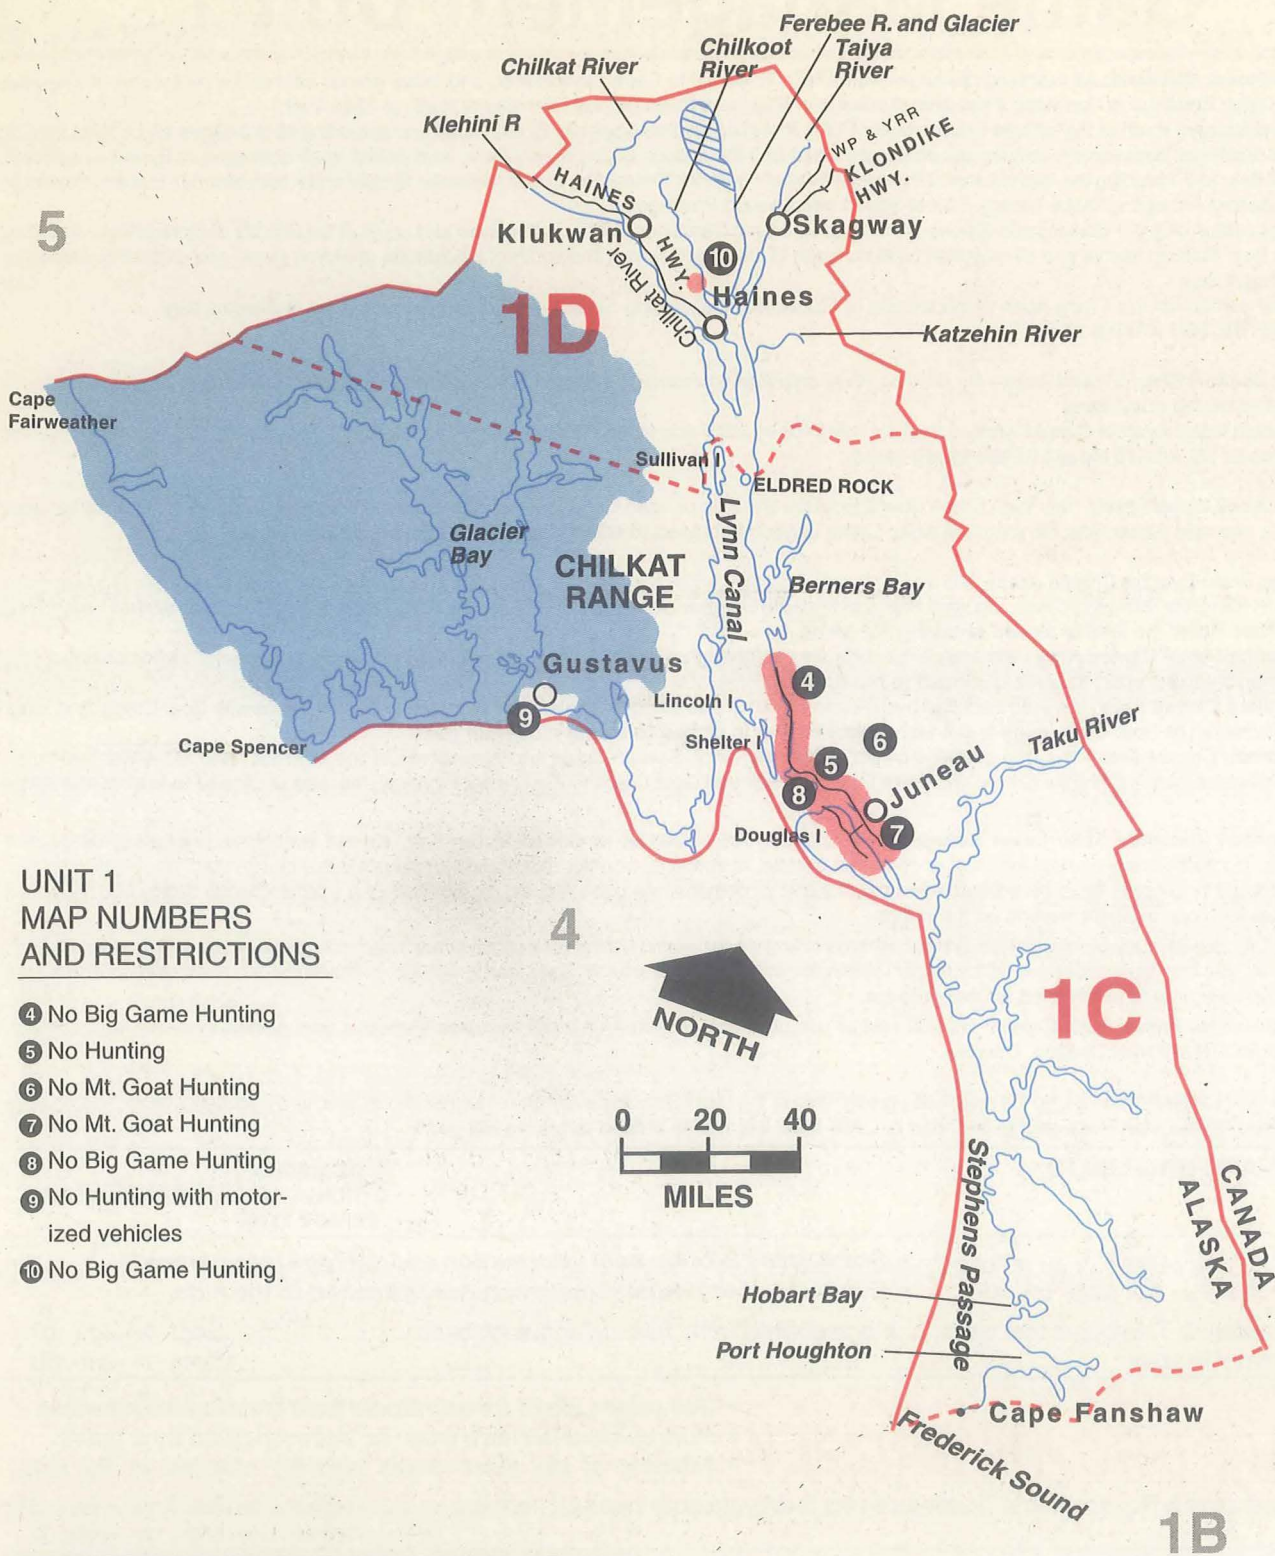 Ferebee R. and Glacier
Chilkoot
River
Taiya
River
Chilkat River
Klehini R
WP & YRR
KLONDIKE
HWY.
HAINES
HWY.
5
Klukwan
Skagway
10
Chilkat River
Haines
1D
Katzehin River
Cape
Fairweather
Sullivan I
ELDRED ROCK
Lynn Canal
Glacier
Bay
CHILKAT
RANGE
Berners Bay
Gustavus
4
Lincoln I
9
Shelter I
6
Taku River
Cape Spencer
5
Juneau
8
Douglas I
7
UNIT 1
MAP NUMBERS
AND RESTRICTIONS
4 No Big Game Hunting
5 No Hunting
6 No Mt. Goat Hunting
7 No Mt. Goat Hunting
8 No Big Game Hunting
9 No Hunting with motor-
ized vehicles
10 No Big Game Hunting
4
NORTH
1C
0 20 40
MILES
Stephens Passage
CANADA
ALASKA
Hobart Bay
Port Houghton
Cape Fanshaw
Frederick Sound
1B